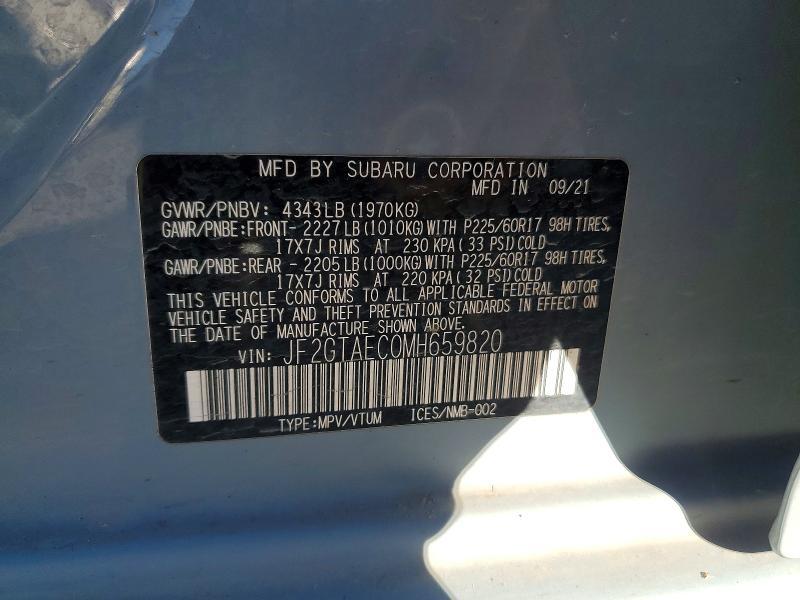 MFD BY SUBARU CORPORATION
MFD IN 09/21
GVWR/PNBV: 4343LB (1970KG)
GAWR/PNBE:FRONT- 2227 LB (1010KG) WITH P225/60R17 98H TIRES,
17X7J RIMS AT 230 KPA( 33 PSI) COLD
GAWR/PNBE:REAR - 2205 LB (1000KG) WITH P225/60R17 98H TIRES,
17X7J RIMS AT 220 KPA( 32 PSI) COLD
THIS VEHICLE CONFORMS TO ALL APPLICABLE FEDERAL MOTOR
VEHICLE SAFETY AND THEFT PREVENTION STANDARDS IN EFFECT ON
THE DATE OF MANUFACTURE SHOWN ABOVE.
VIN: JF2GTAEC0MH659820
TYPE:MPV/VTUM ICES/NMB-002